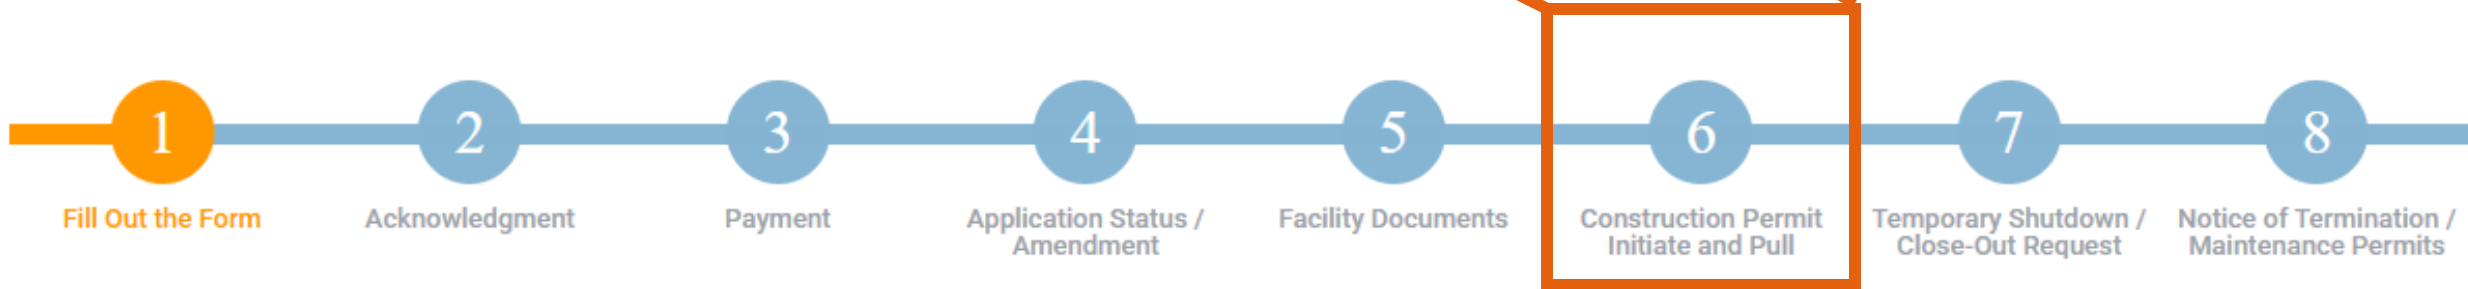 1
2
3
4
5
6
7
8
Fill Out the Form
Acknowledgment
Payment
Application Status /
Amendment
Facility Documents
Construction Permit
Initiate and Pull
Temporary Shutdown /
Close-Out Request
Notice of Termination /
Maintenance Permits